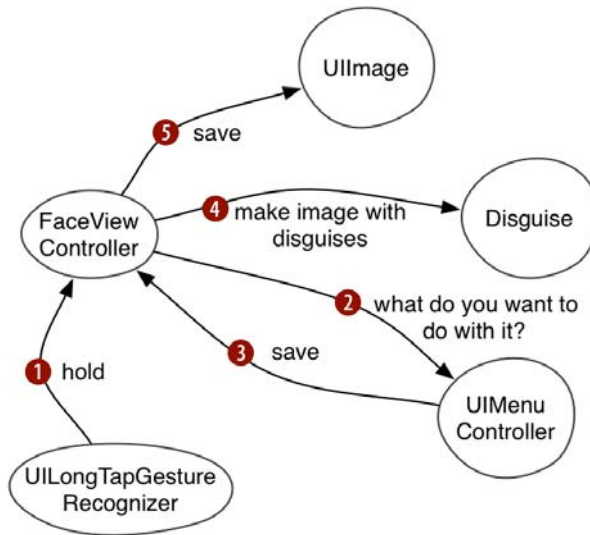 UIImage
5 save
FaceView
Controller
4 make image with
disguises
Disguise
2 what do you want to
do with it?
3 save
1 hold
UIMenu
Controller
UILongTapGesture
Recognizer